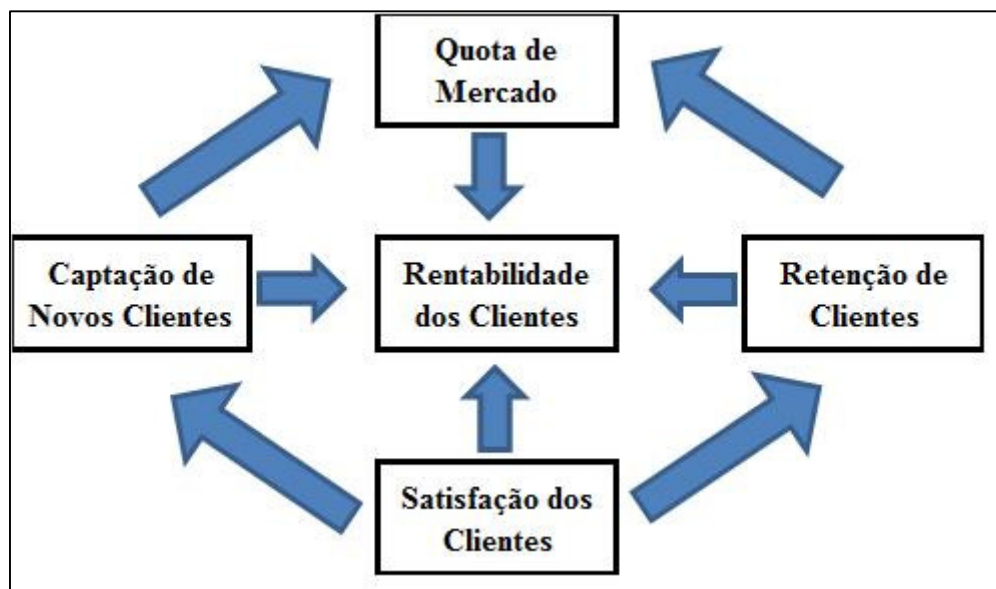 Quota de
Mercado
Captação de
Novos Clientes
Rentabilidade
dos Clientes
Retenção de
Clientes
Satisfação dos
Clientes